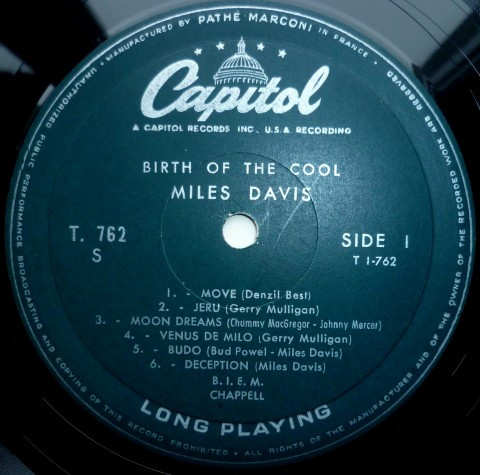 • MANUFACTURED BY PATHÉ MARCONI IN FRANCE •
Capitol
A CAPITOL RECORDS INC., U.S.A. RECORDING
BIRTH OF THE COOL
MILES DAVIS
T. 762
S
SIDE 1
T 1-762
1. - MOVE (Denzil Best)
2. - JERU (Gerry Mulligan)
3. - MOON DREAMS (Chummy MacGregor - Johnny Mercer)
4. - VENUS DE MILO (Gerry Mulligan)
5. - BUDO (Bud Powel - Miles Davis)
6. - DECEPTION (Miles Davis)
B.I.E.M.
CHAPPELL
LONG PLAYING
UNAUTHORIZED PUBLIC PERFORMANCE BROADCASTING AND COPYING OF THIS RECORD PROHIBITED • ALL RIGHTS OF THE MANUFACTURER AND OF THE OWNER OF THE RECORDED WORK ARE RESERVED